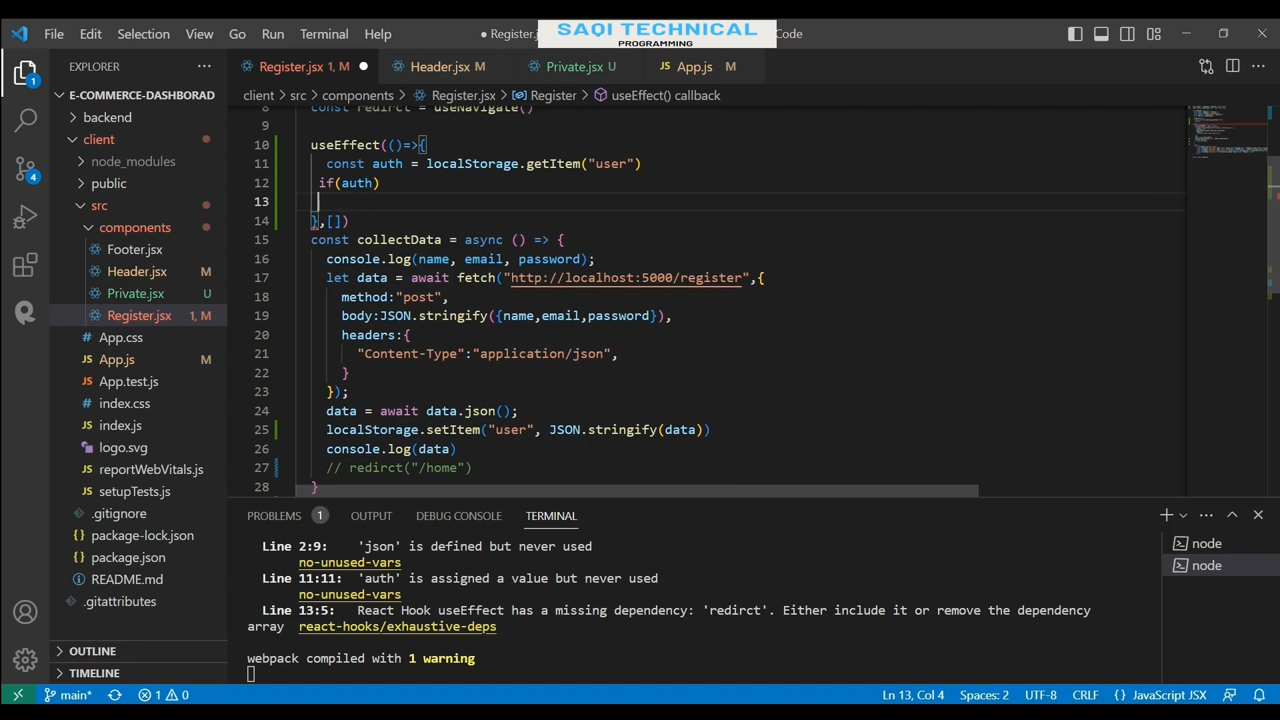 SAQI TECHNICAL
PROGRAMMING
File Edit Selection View Go Run Terminal Help
Register.j Code
EXPLORER
Register.jsx 1, M
Header.jsx M
Private.jsx U
App.js M
E-COMMERCE-DASHBORAD
client > src > components > Register.jsx > Register > useEffect() callback
backend
client
node_modules
public
src
components
Footer.jsx
Header.jsx M
Private.jsx U
Register.jsx 1, M
App.css
App.js M
App.test.js
index.css
index.js
logo.svg
reportWebVitals.js
setupTests.js
.gitignore
package-lock.json
package.json
README.md
.gitattributes
OUTLINE
TIMELINE
1
4
8 const redirct = useNavigate()
9
10 useEffect(()=>{
11 const auth = localStorage.getItem("user")
12 if(auth)
13
14 },[])
15 const collectData = async () => {
16 console.log(name, email, password);
17 let data = await fetch("http://localhost:5000/register",{
18 method:"post",
19 body:JSON.stringify({name,email,password}),
20 headers:{
21 "Content-Type":"application/json",
22 }
23 });
24 data = await data.json();
25 localStorage.setItem("user", JSON.stringify(data))
26 console.log(data)
27 // redirct("/home")
28 }
PROBLEMS 1 OUTPUT DEBUG CONSOLE TERMINAL
Line 2:9: 'json' is defined but never used
no-unused-vars
Line 11:11: 'auth' is assigned a value but never used
no-unused-vars
Line 13:5: React Hook useEffect has a missing dependency: 'redirct'. Either include it or remove the dependency
array react-hooks/exhaustive-deps
webpack compiled with 1 warning
node
node
main* 1 0 Ln 13, Col 4 Spaces: 2 UTF-8 CRLF {} JavaScript JSX